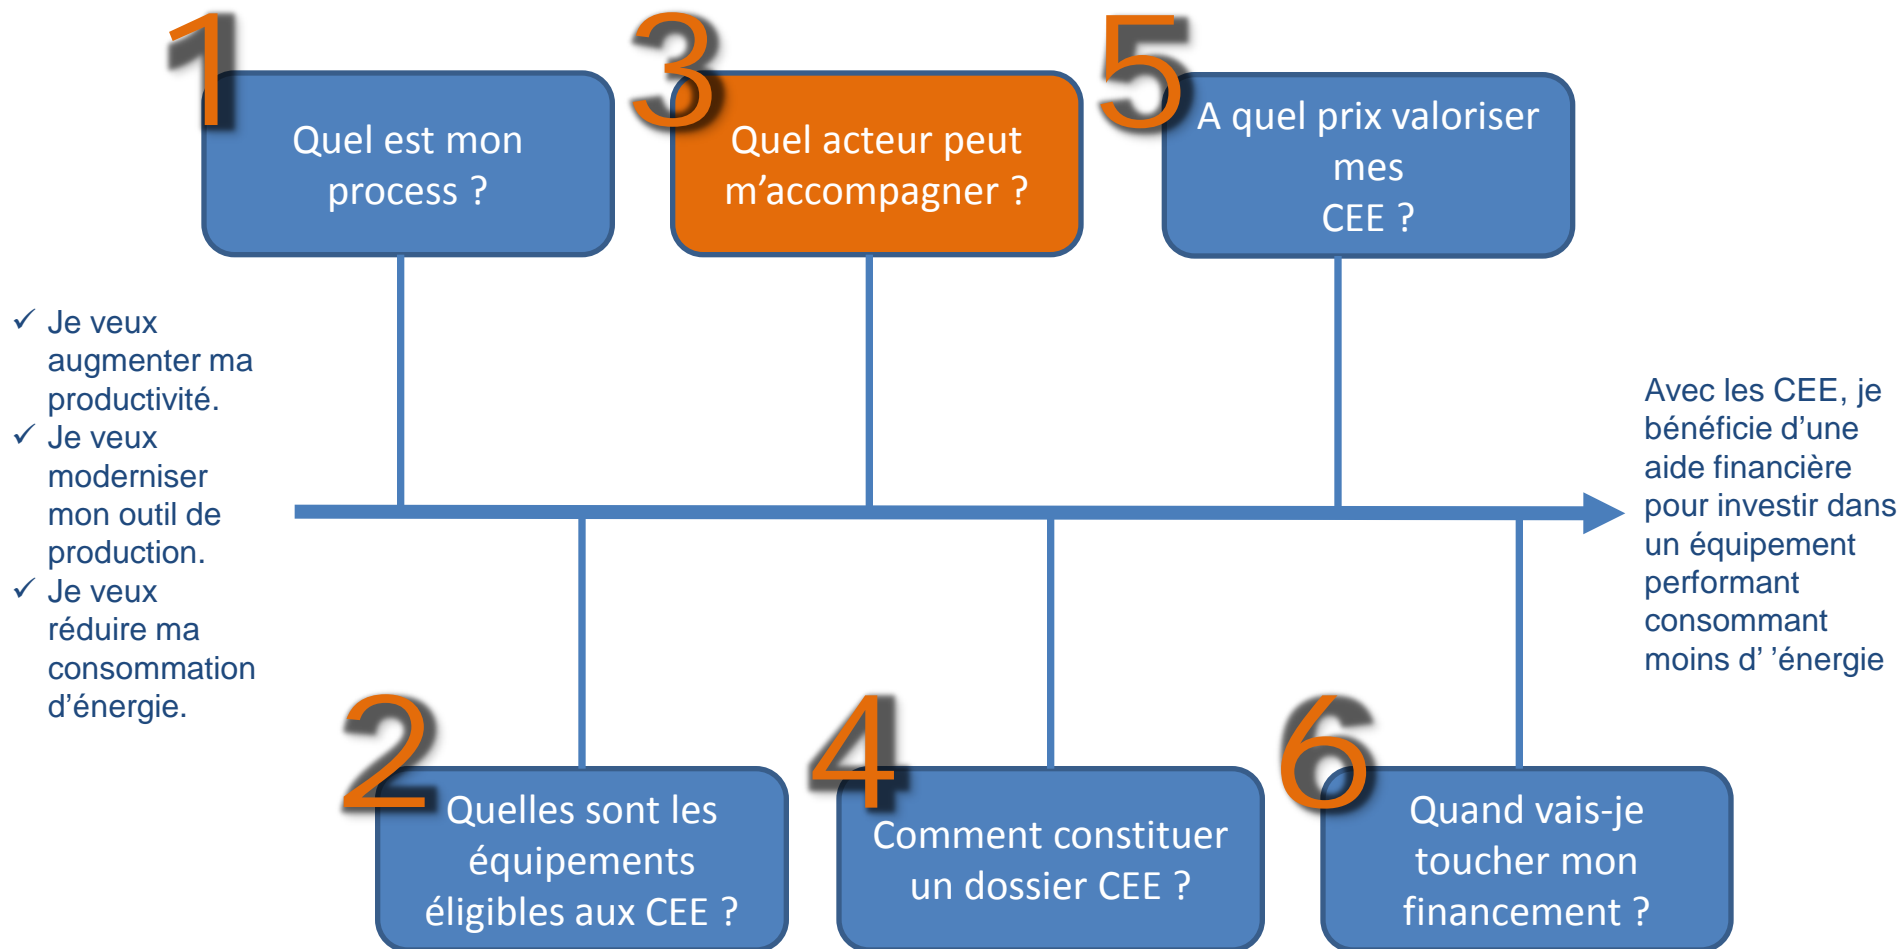 1
Quel est mon
process ?
3
Quel acteur peut
m’accompagner ?
5
A quel prix valoriser
mes
CEE ?
✓ Je veux
augmenter ma
productivité.
✓ Je veux
moderniser
mon outil de
production.
✓ Je veux
réduire ma
consommation
d’énergie.
Avec les CEE, je
bénéficie d’une
aide financière
pour investir dans
un équipement
performant
consommant
moins d’ ’énergie
2
Quelles sont les
équipements
éligibles aux CEE ?
4
Comment constituer
un dossier CEE ?
6
Quand vais-je
toucher mon
financement ?